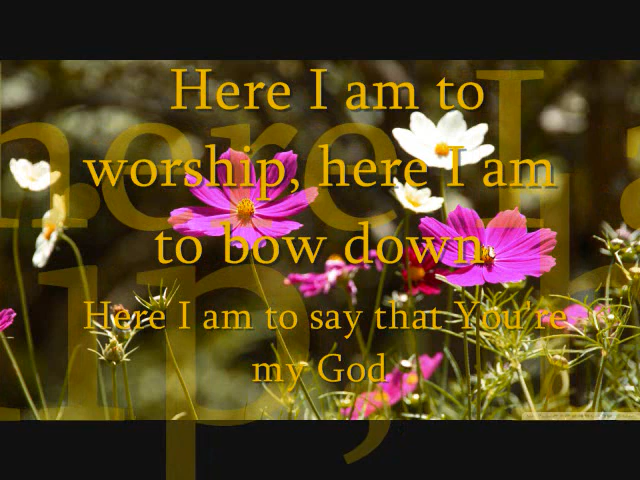 Here I am to
worship, here I am
to bow down
Here I am to say that You're
my God